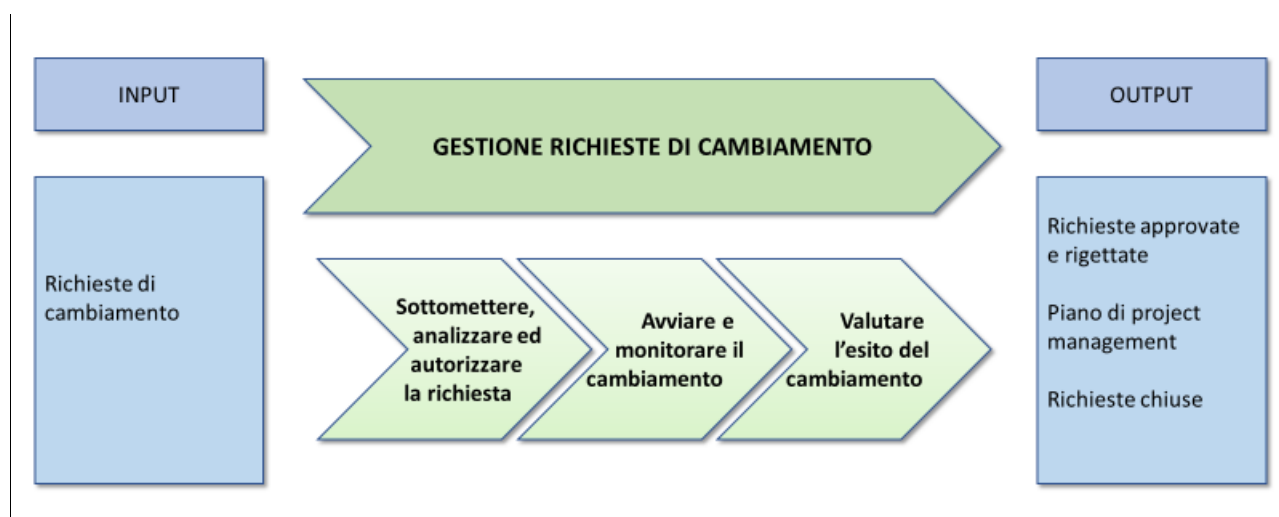 INPUT
GESTIONE RICHIESTE DI CAMBIAMENTO
OUTPUT
Richieste di
cambiamento
Sottomettere,
analizzare ed
autorizzare
la richiesta
Avviare e
monitorare il
cambiamento
Valutare
l'esito del
cambiamento
Richieste approvate
e rigettate
Piano di project
management
Richieste chiuse